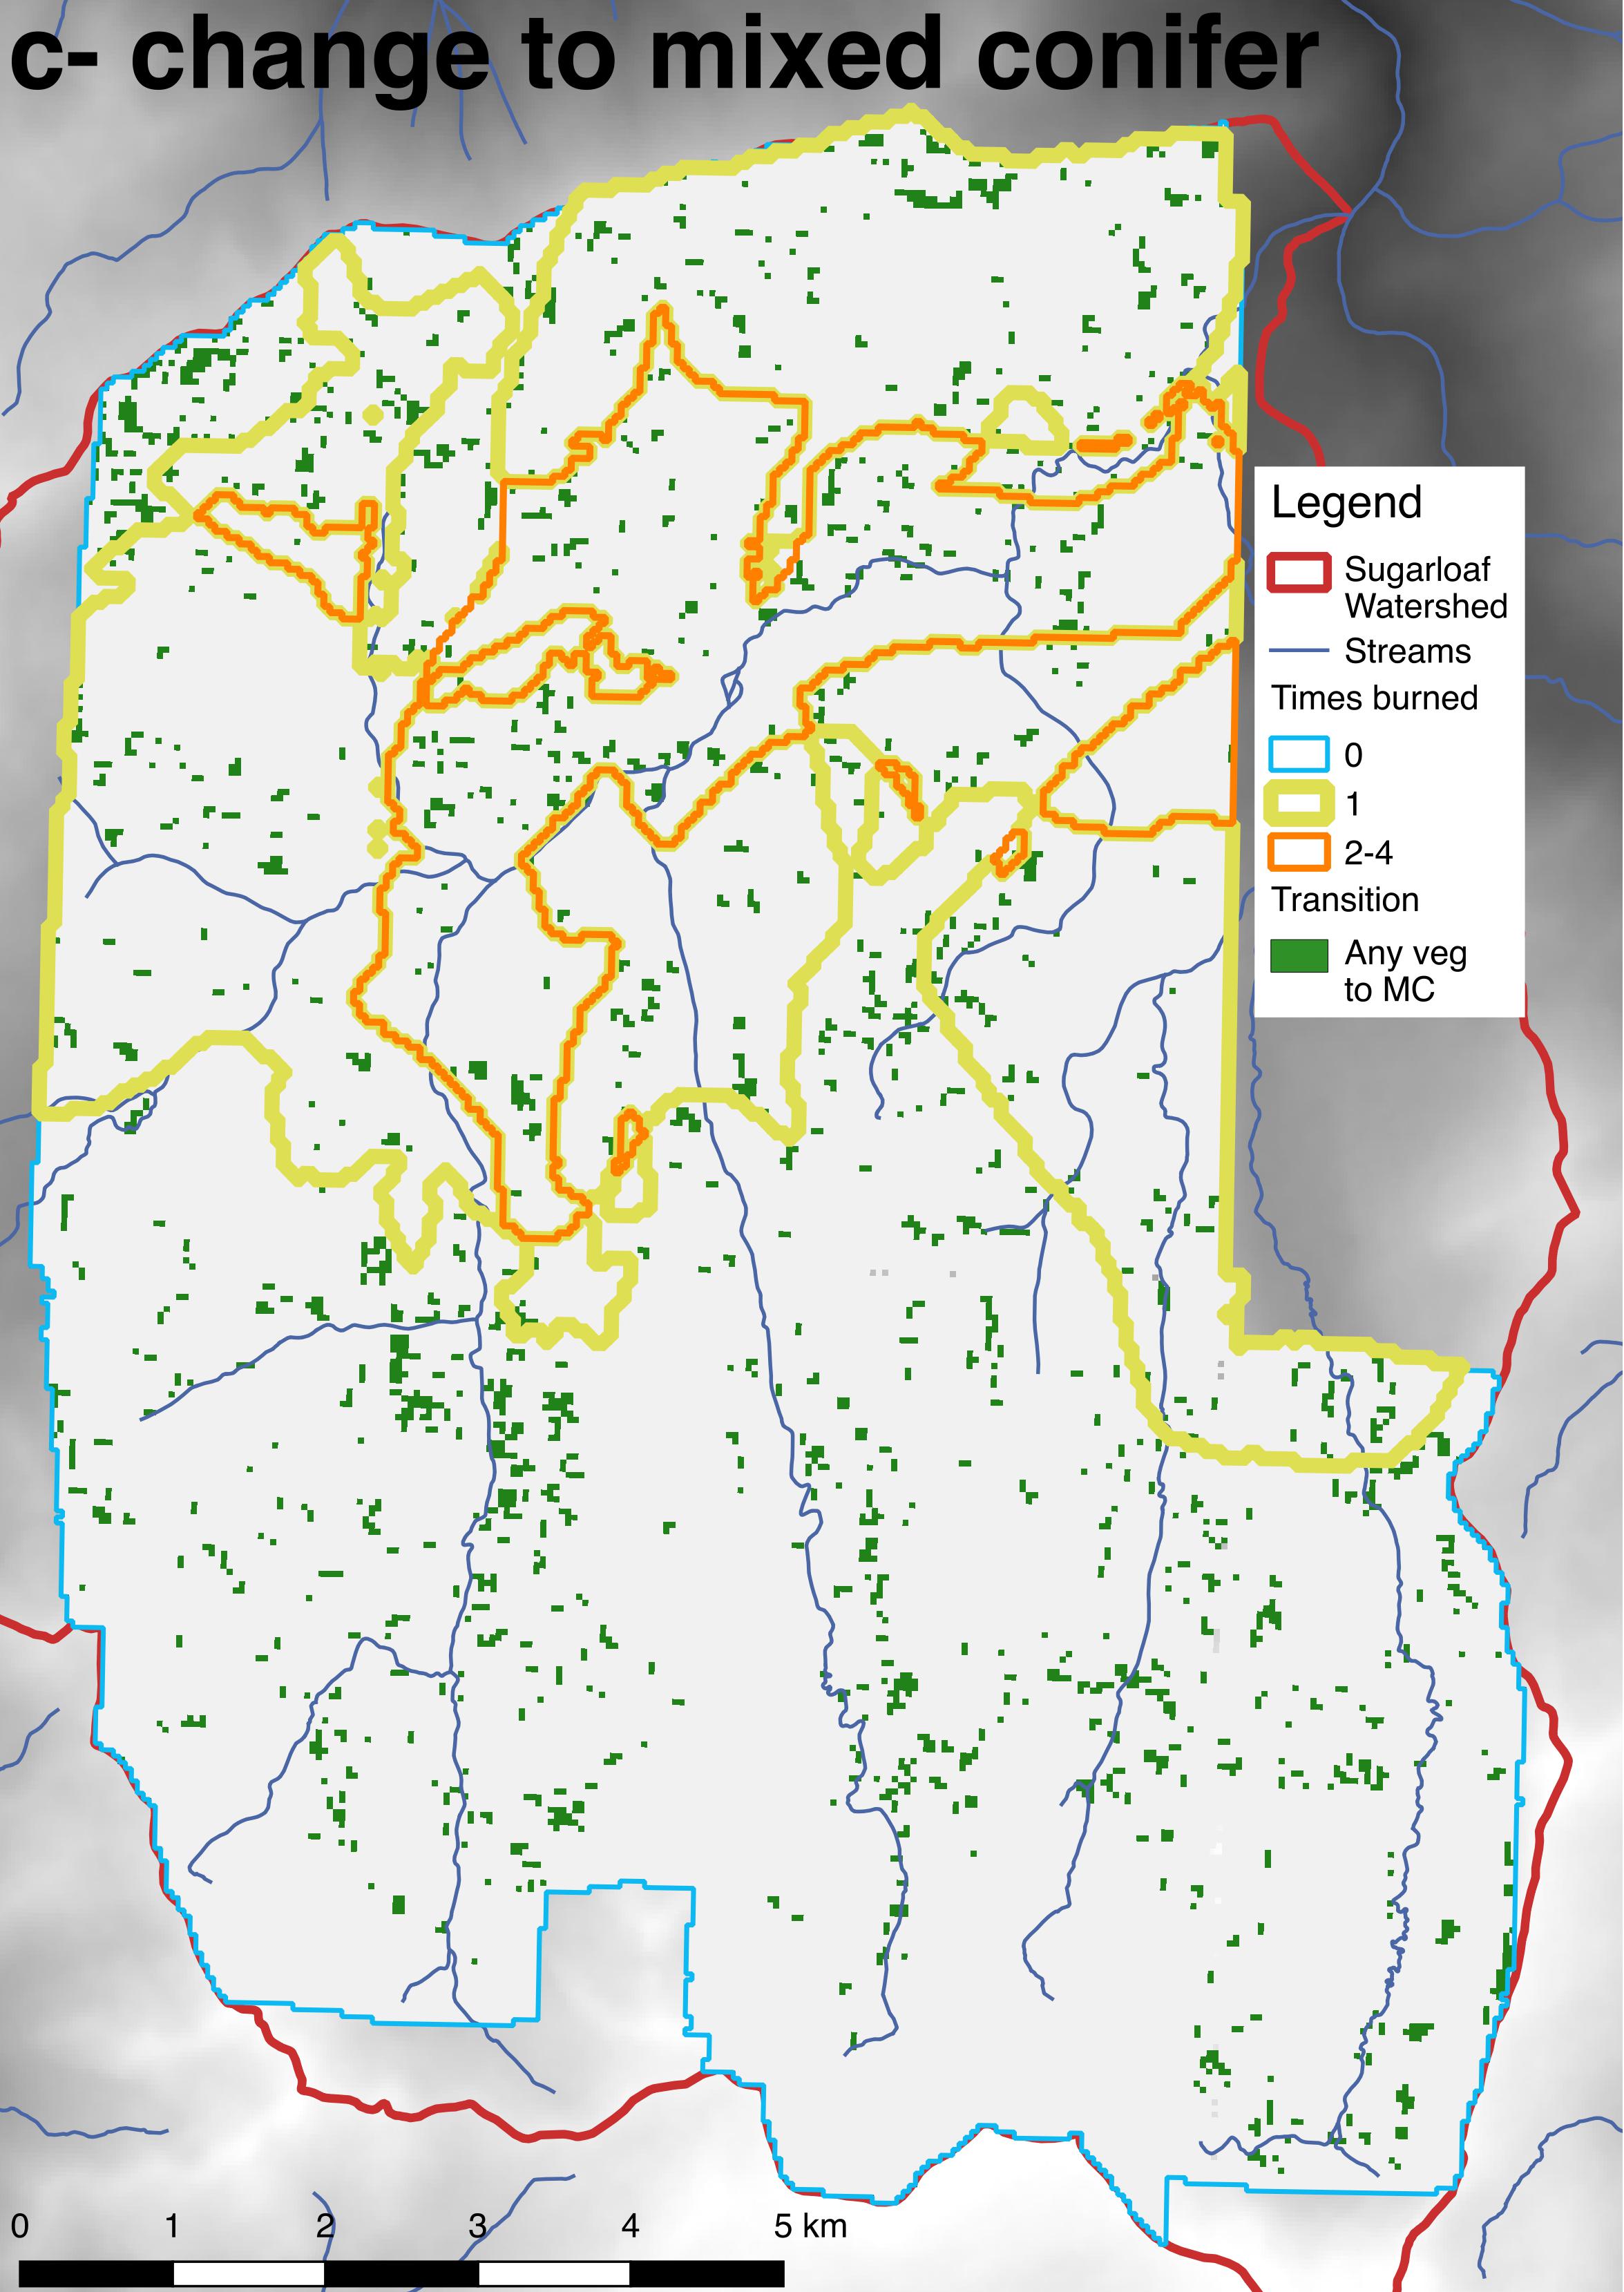 c- change to mixed conifer
Legend
Sugarloaf
Watershed
Streams
Times burned
0
1
2-4
Transition
Any veg
to MC
0 1 2 3 4 5 km